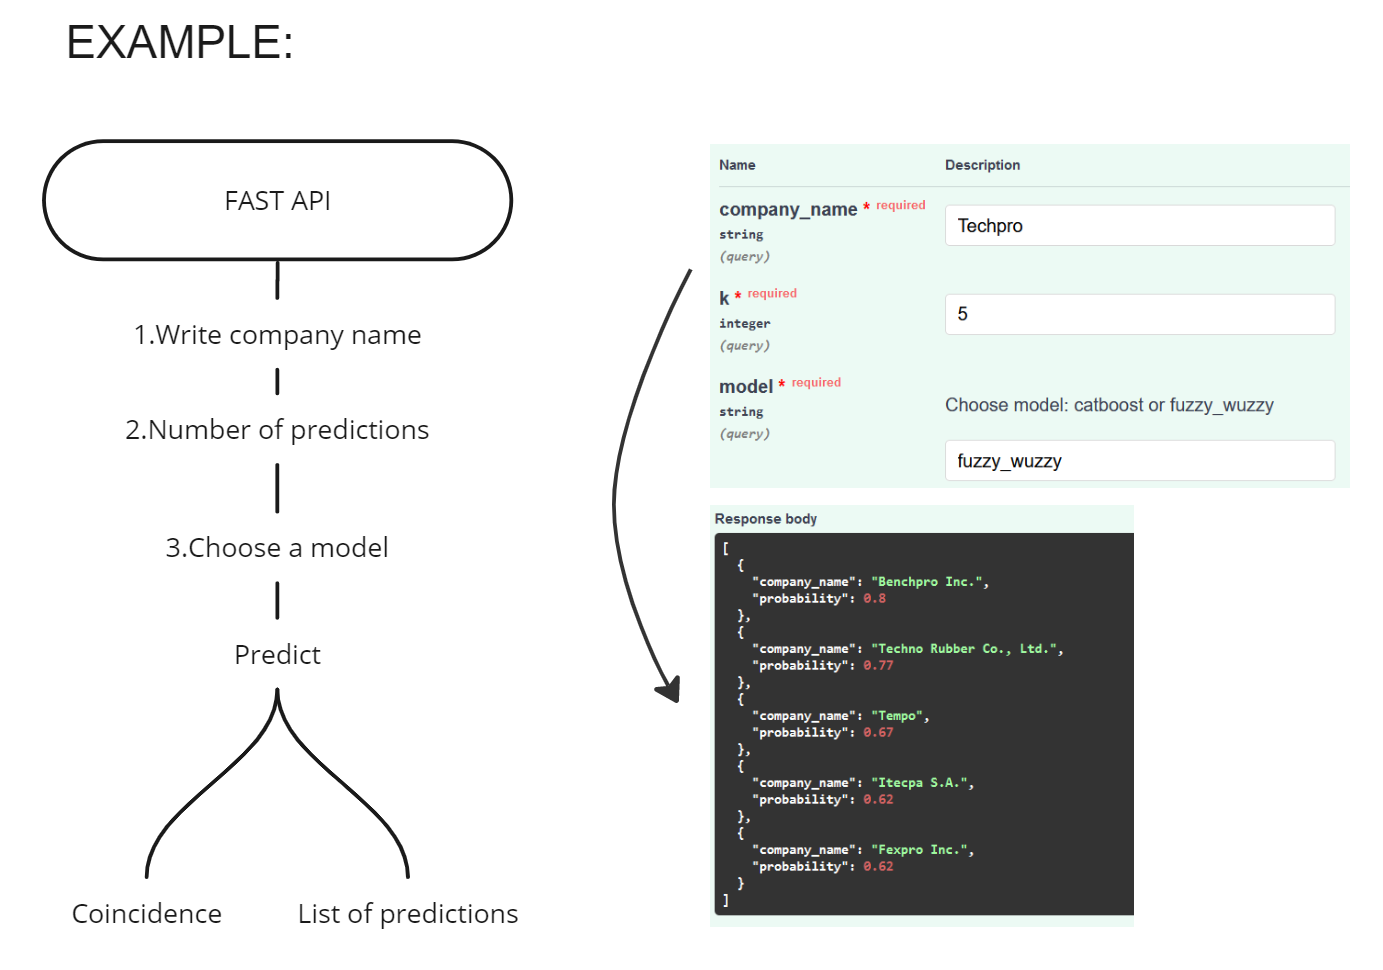 EXAMPLE:
FAST API
1.Write company name
2.Number of predictions
3.Choose a model
Predict
Coincidence
List of predictions
Name Description
company_name * required
string
(query)
Techpro
k * required
integer
(query)
5
model * required
string
(query)
Choose model: catboost or fuzzy_wuzzy
fuzzy_wuzzy
Response body
[
{
"company_name": "Benchpro Inc.",
"probability": 0.8
},
{
"company_name": "Techno Rubber Co., Ltd.",
"probability": 0.77
},
{
"company_name": "Tempo",
"probability": 0.67
},
{
"company_name": "Itecpa S.A.",
"probability": 0.62
},
{
"company_name": "Fexpro Inc.",
"probability": 0.62
}
]